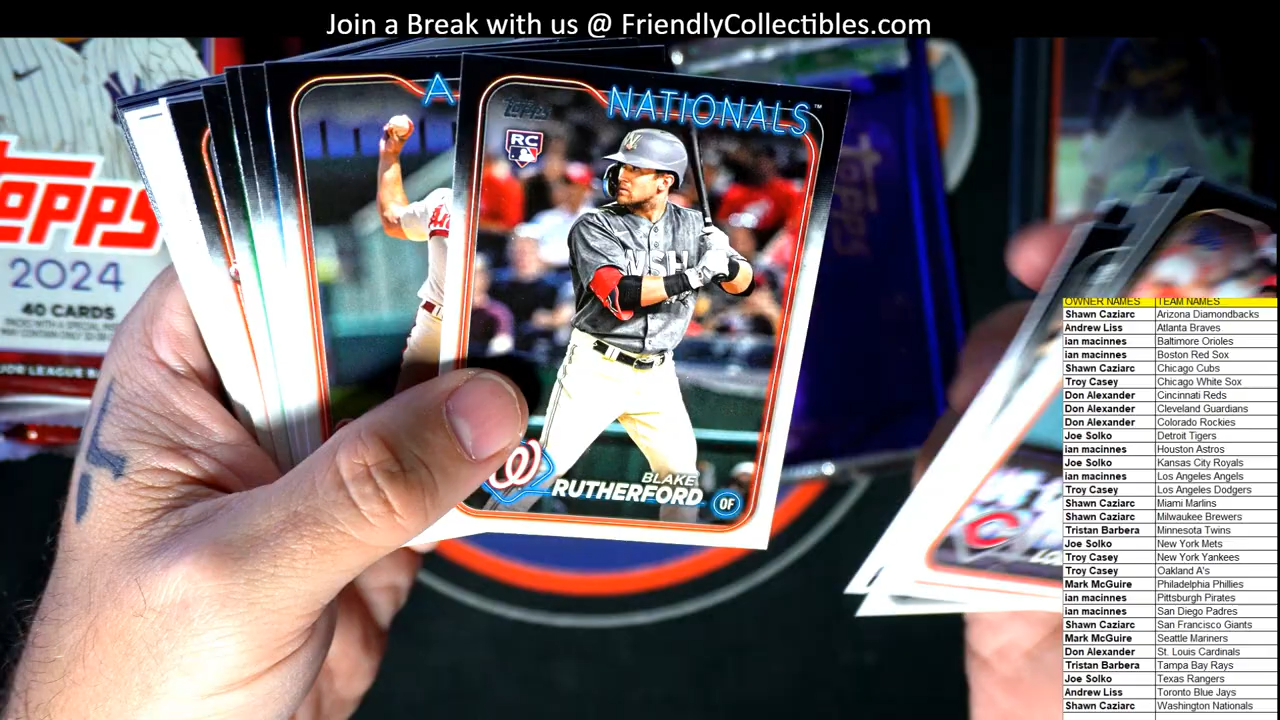 Join a Break with us @ FriendlyCollectibles.com
Topps
2024
40 CARDS
A
NATIONALS™
Topps
RC
WSH
W
BLAKE
RUTHERFORD OF
Topps
C
OWNER NAMES TEAM NAMES
Shawn Caziarc Arizona Diamondbacks
Andrew Liss Atlanta Braves
ian macinnes Baltimore Orioles
ian macinnes Boston Red Sox
Shawn Caziarc Chicago Cubs
Troy Casey Chicago White Sox
Don Alexander Cincinnati Reds
Don Alexander Cleveland Guardians
Don Alexander Colorado Rockies
Joe Solko Detroit Tigers
ian macinnes Houston Astros
Joe Solko Kansas City Royals
ian macinnes Los Angeles Angels
Troy Casey Los Angeles Dodgers
Shawn Caziarc Miami Marlins
Shawn Caziarc Milwaukee Brewers
Tristan Barbera Minnesota Twins
Joe Solko New York Mets
Troy Casey New York Yankees
Troy Casey Oakland A's
Mark McGuire Philadelphia Phillies
ian macinnes Pittsburgh Pirates
ian macinnes San Diego Padres
Shawn Caziarc San Francisco Giants
Mark McGuire Seattle Mariners
Don Alexander St. Louis Cardinals
Tristan Barbera Tampa Bay Rays
Joe Solko Texas Rangers
Andrew Liss Toronto Blue Jays
Shawn Caziarc Washington Nationals